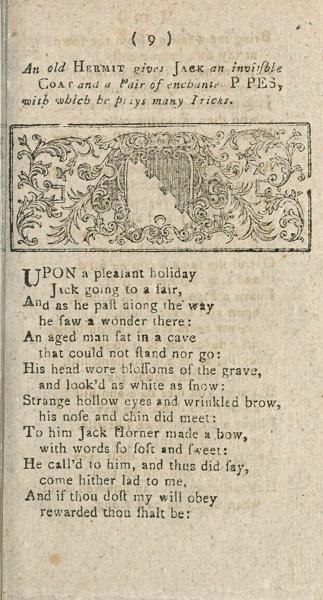 ( 9 )
An old HERMIT gives JACK an invisible
COAT and a Pair of enchante P PES,
with which he plays many Tricks.
UPON a pleasant holiday
Jack going to a fair,
And as he past along the way
he saw a wonder there:
An aged man sat in a cave
that could not stand nor go:
His head wore blossoms of the grave,
and look'd as white as snow:
Strange hollow eyes and wrinkled brow,
his nose and chin did meet:
To him Jack Horner made a bow,
with words so soft and sweet:
He call'd to him, and thus did say,
come hither lad to me,
And if thou dost my will obey
rewarded thou shalt be: